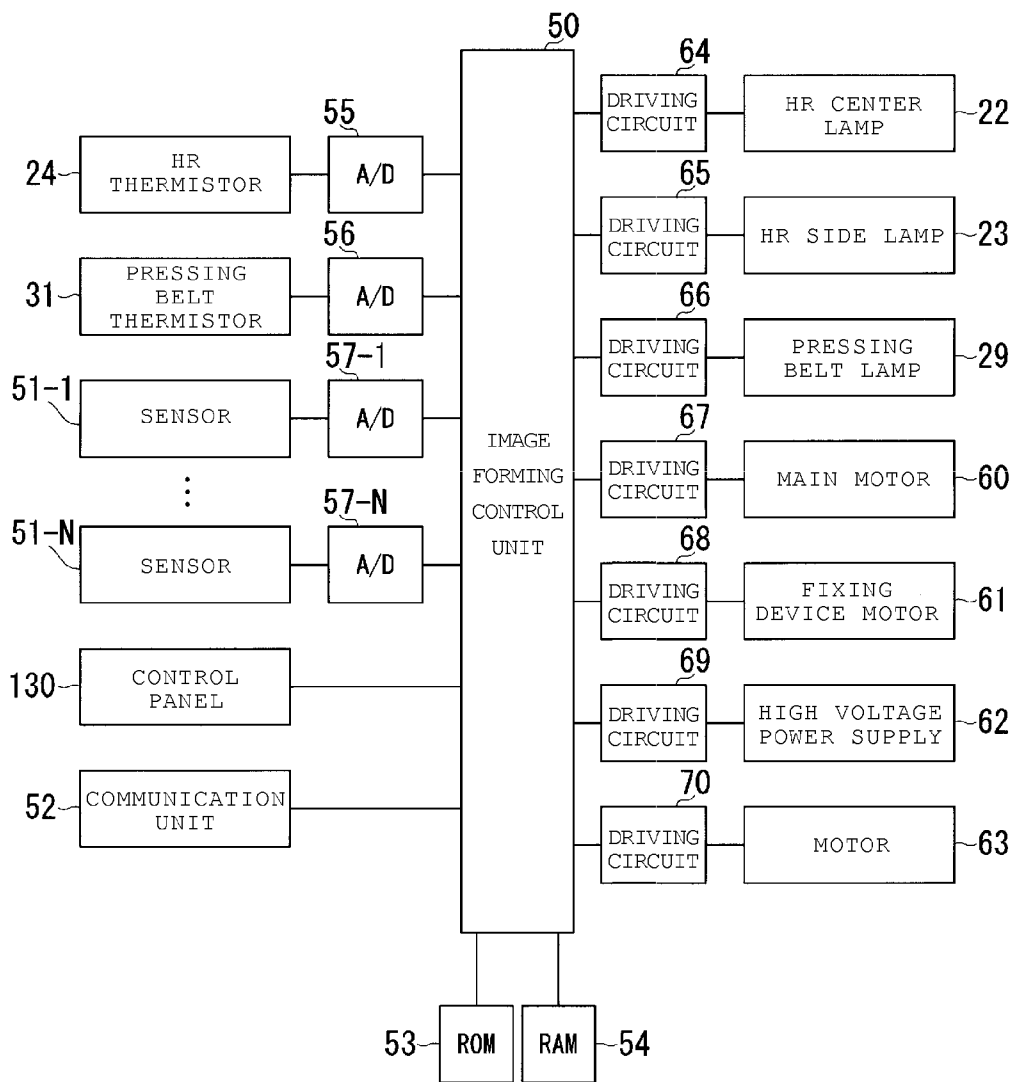 50
64
DRIVING
CIRCUIT
HR CENTER
LAMP
22
55
24
HR
THERMISTOR
A/D
65
DRIVING
CIRCUIT
HR SIDE LAMP
23
56
31
PRESSING
BELT
THERMISTOR
A/D
66
DRIVING
CIRCUIT
PRESSING
BELT LAMP
29
57-1
51-1
SENSOR
A/D
IMAGE
FORMING
CONTROL
UNIT
67
DRIVING
CIRCUIT
MAIN MOTOR
60
57-N
51-N
SENSOR
A/D
68
DRIVING
CIRCUIT
FIXING
DEVICE MOTOR
61
130
CONTROL
PANEL
69
DRIVING
CIRCUIT
HIGH VOLTAGE
POWER SUPPLY
62
52
COMMUNICATION
UNIT
70
DRIVING
CIRCUIT
MOTOR
63
53
ROM
RAM
54